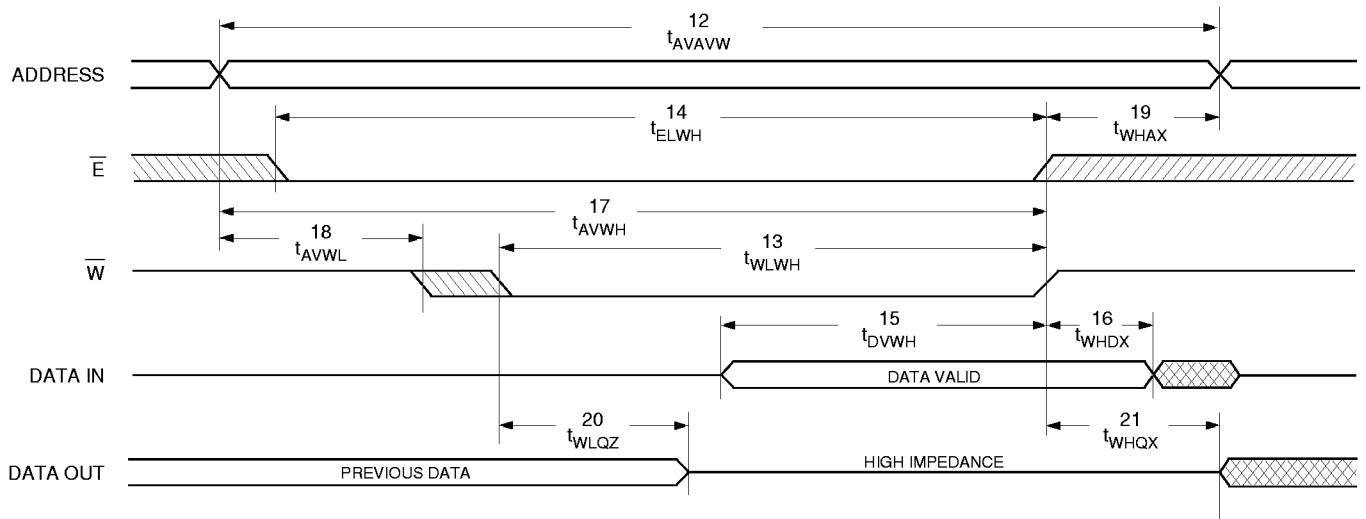 12
tAVAVW
ADDRESS
14
tELWH
19
tWHAX
E
17
tAVWH
18
tAVWL
13
tWLWH
W
15
tDVWH
16
tWHDX
DATA IN
DATA VALID
20
tWLQZ
21
tWHQX
DATA OUT
PREVIOUS DATA
HIGH IMPEDANCE